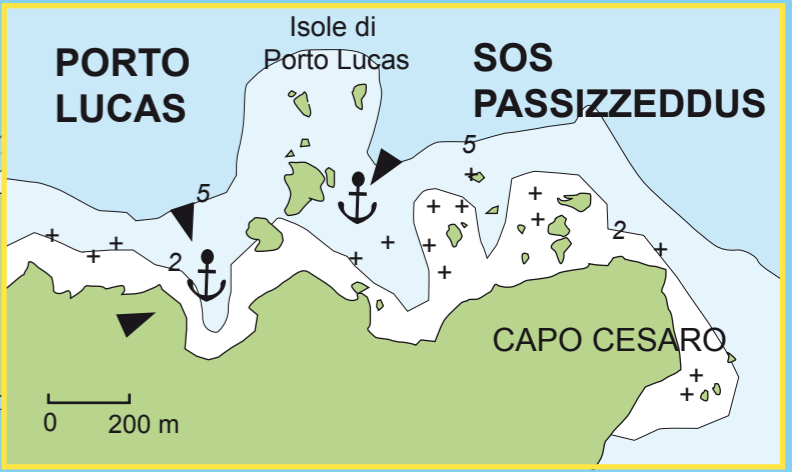 Isole di
Porto Lucas
PORTO
LUCAS
SOS
PASSIZZEDDUS
5
5
2
2
CAPO CESARO
0 200 m